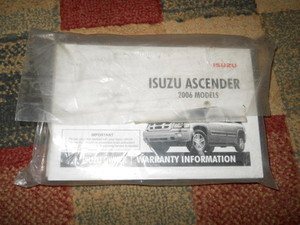 ISUZU
ISUZU ASCENDER
2006 MODELS
IMPORTANT!
WARRANTY INFORMATION